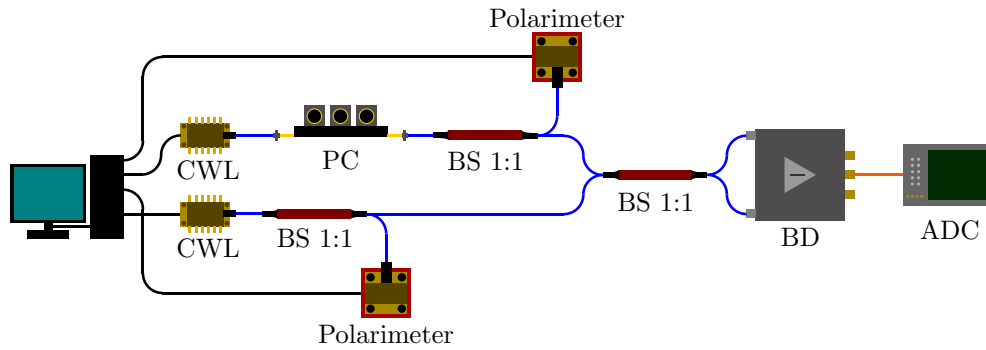 Polarimeter
CWL
PC
BS 1:1
BS 1:1
CWL
BS 1:1
BD
ADC
Polarimeter